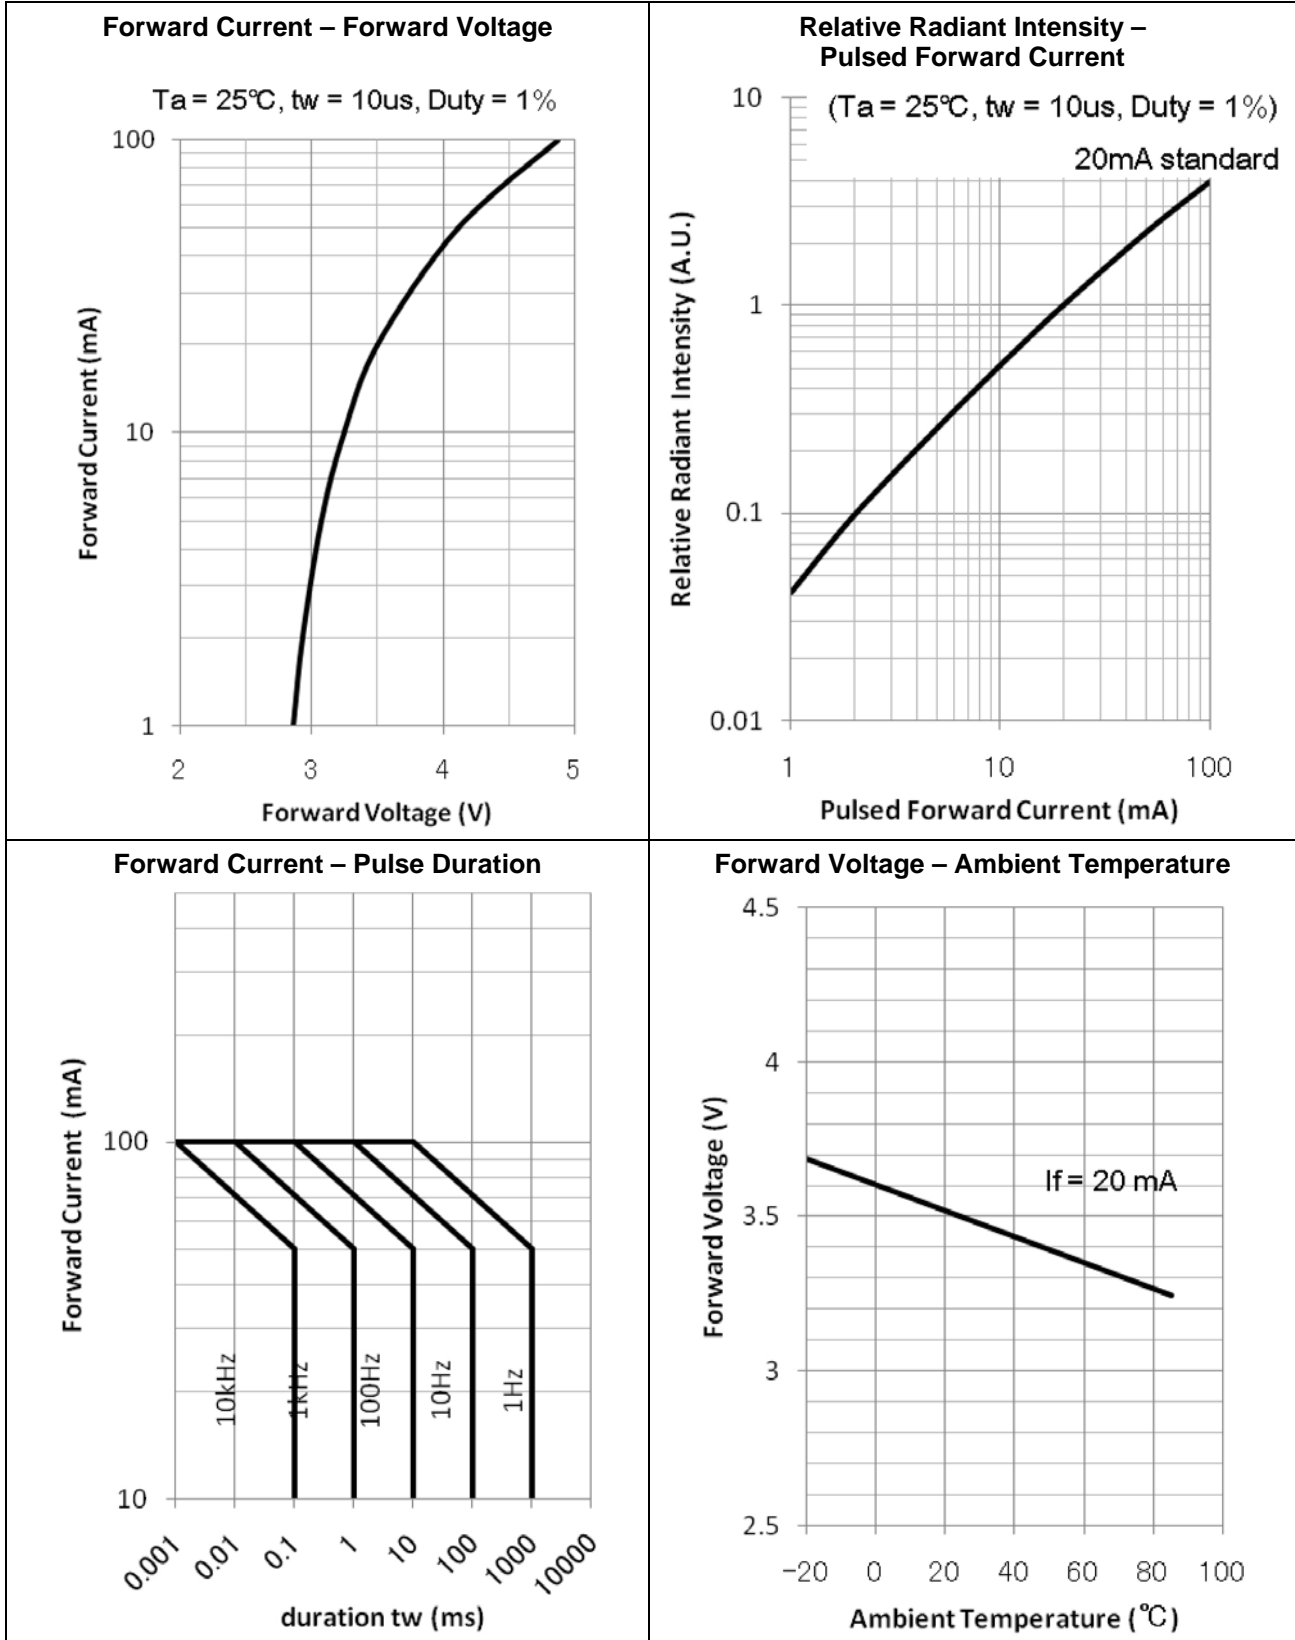 Forward Current – Forward Voltage
Ta = 25℃, tw = 10us, Duty = 1%
100
10
1
2 3 4 5
Forward Current (mA)
Forward Voltage (V)
Relative Radiant Intensity –
Pulsed Forward Current
(Ta = 25℃, tw = 10us, Duty = 1%)
20mA standard
10
1
0.1
0.01
1 10 100
Relative Radiant Intensity (A.U.)
Pulsed Forward Current (mA)
Forward Current – Pulse Duration
100
10
Forward Current (mA)
10kHz
1kHz
100Hz
10Hz
1Hz
0.001 0.01 0.1 1 10 100 1000 10000
duration tw (ms)
Forward Voltage – Ambient Temperature
4.5
4
3.5
3
2.5
Forward Voltage (V)
If = 20 mA
−20 0 20 40 60 80 100
Ambient Temperature (℃)